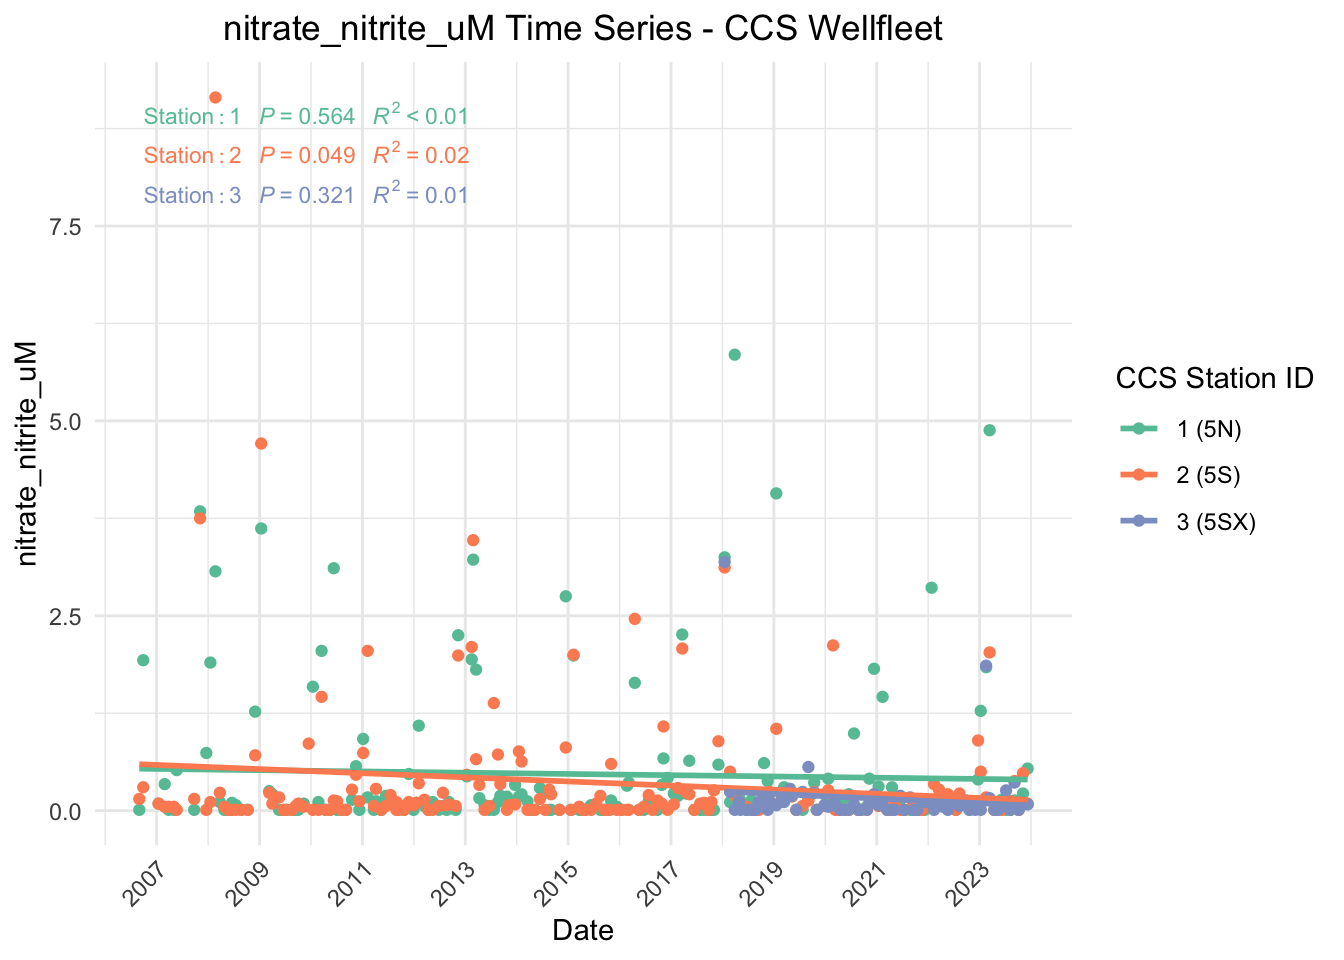 nitrate_nitrite_uM Time Series - CCS Wellfleet
Station: 1 P = 0.564 R² < 0.01
Station: 2 P = 0.049 R² = 0.02
Station: 3 P = 0.321 R² = 0.01
7.5
5.0
2.5
0.0
nitrate_nitrite_uM
2007 2009 2011 2013 2015 2017 2019 2021 2023
Date
CCS Station ID
1 (5N)
2 (5S)
3 (5SX)